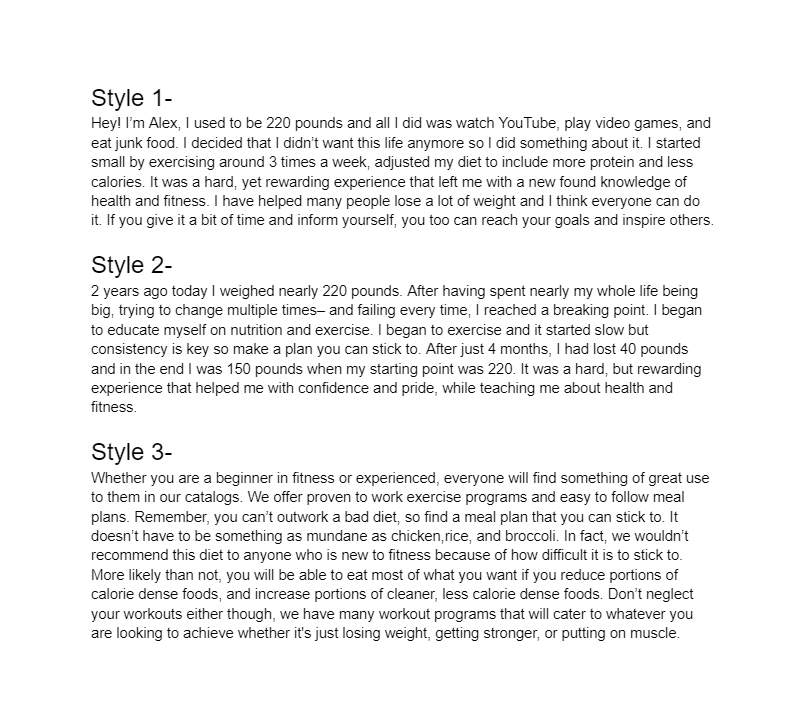 Style 1-
Hey! I’m Alex, I used to be 220 pounds and all I did was watch YouTube, play video games, and
eat junk food. I decided that I didn’t want this life anymore so I did something about it. I started
small by exercising around 3 times a week, adjusted my diet to include more protein and less
calories. It was a hard, yet rewarding experience that left me with a new found knowledge of
health and fitness. I have helped many people lose a lot of weight and I think everyone can do
it. If you give it a bit of time and inform yourself, you too can reach your goals and inspire others.
Style 2-
2 years ago today I weighed nearly 220 pounds. After having spent nearly my whole life being
big, trying to change multiple times– and failing every time, I reached a breaking point. I began
to educate myself on nutrition and exercise. I began to exercise and it started slow but
consistency is key so make a plan you can stick to. After just 4 months, I had lost 40 pounds
and in the end I was 150 pounds when my starting point was 220. It was a hard, but rewarding
experience that helped me with confidence and pride, while teaching me about health and
fitness.
Style 3-
Whether you are a beginner in fitness or experienced, everyone will find something of great use
to them in our catalogs. We offer proven to work exercise programs and easy to follow meal
plans. Remember, you can’t outwork a bad diet, so find a meal plan that you can stick to. It
doesn’t have to be something as mundane as chicken,rice, and broccoli. In fact, we wouldn’t
recommend this diet to anyone who is new to fitness because of how difficult it is to stick to.
More likely than not, you will be able to eat most of what you want if you reduce portions of
calorie dense foods, and increase portions of cleaner, less calorie dense foods. Don’t neglect
your workouts either though, we have many workout programs that will cater to whatever you
are looking to achieve whether it's just losing weight, getting stronger, or putting on muscle.